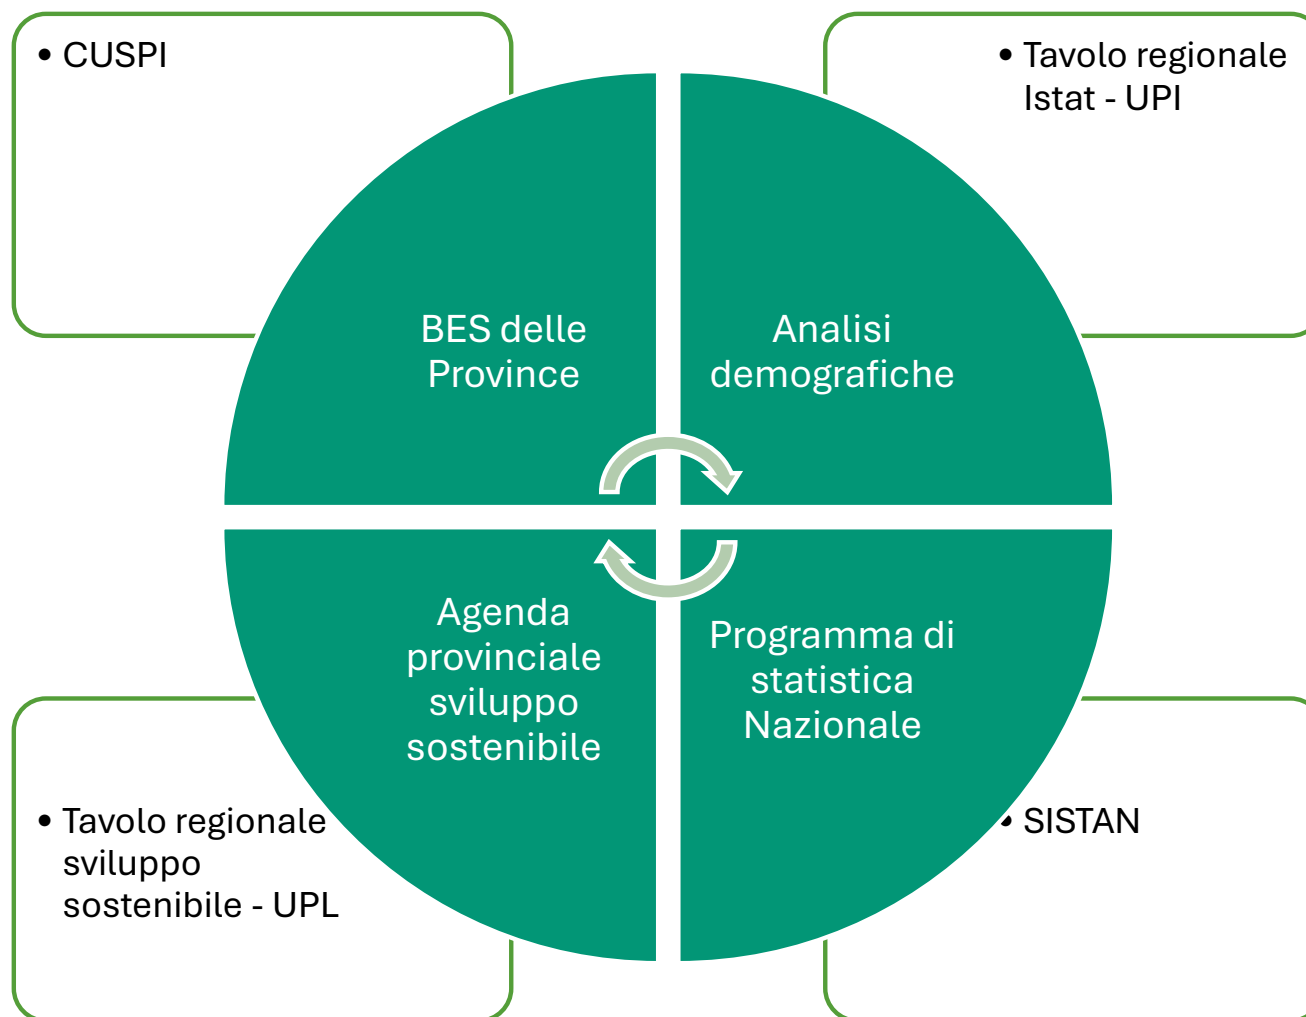 • CUSPI
• Tavolo regionale
Istat - UPI
BES delle
Province
Analisi
demografiche
Agenda
provinciale
sviluppo
sostenibile
Programma di
statistica
Nazionale
• Tavolo regionale
sviluppo
sostenibile - UPL
• SISTAN